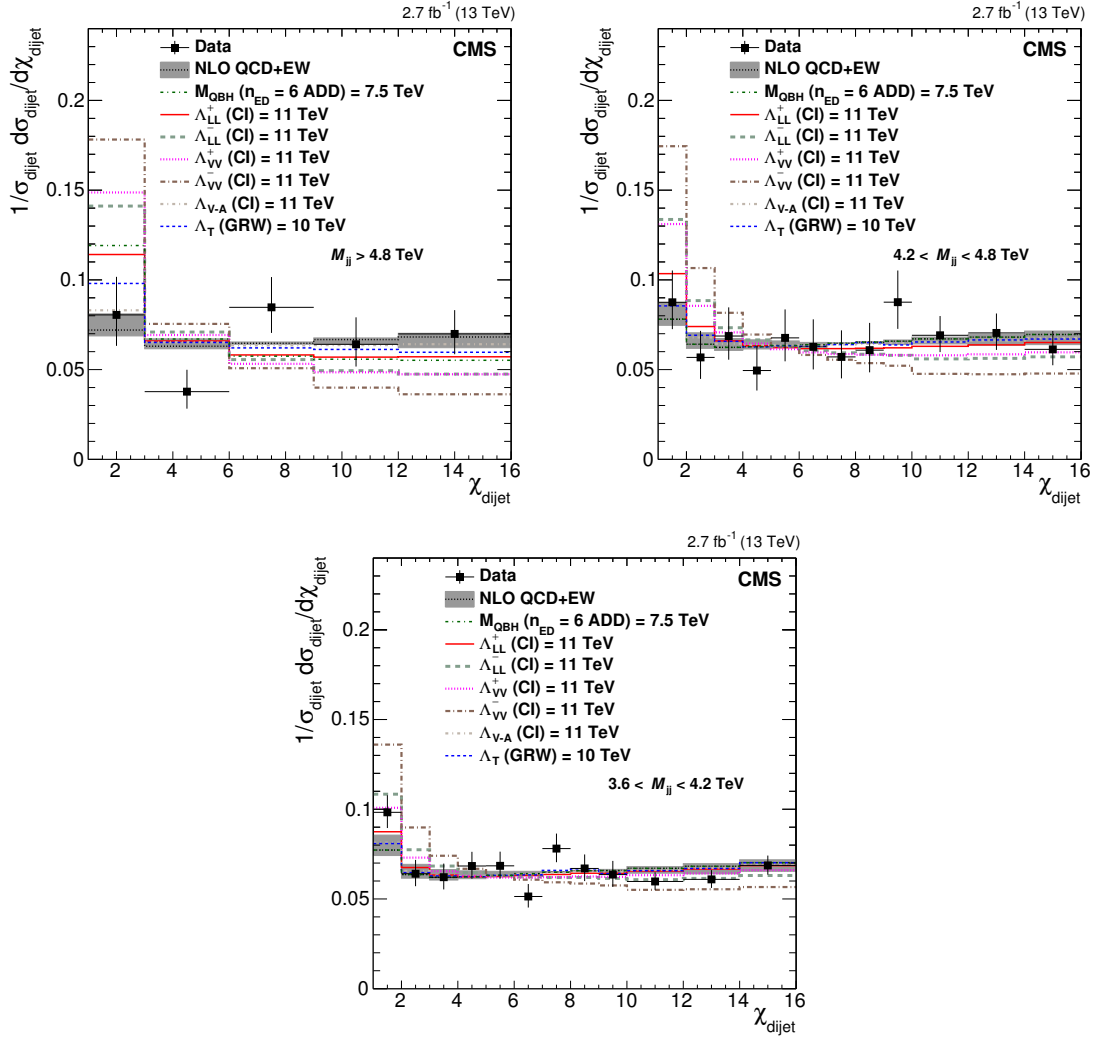 2.7 fb⁻¹ (13 TeV)
CMS
Data
NLO QCD+EW
M_QBH (n_ED = 6 ADD) = 7.5 TeV
Λ⁺_LL (CI) = 11 TeV
Λ⁻_LL (CI) = 11 TeV
Λ⁺_VV (CI) = 11 TeV
Λ⁻_VV (CI) = 11 TeV
Λ_V-A (CI) = 11 TeV
Λ_T (GRW) = 10 TeV
M_jj > 4.8 TeV
1/σ_dijet dσ_dijet/dχ_dijet
0.2
0.15
0.1
0.05
0
2 4 6 8 10 12 14 16
χ_dijet
2.7 fb⁻¹ (13 TeV)
CMS
Data
NLO QCD+EW
M_QBH (n_ED = 6 ADD) = 7.5 TeV
Λ⁺_LL (CI) = 11 TeV
Λ⁻_LL (CI) = 11 TeV
Λ⁺_VV (CI) = 11 TeV
Λ⁻_VV (CI) = 11 TeV
Λ_V-A (CI) = 11 TeV
Λ_T (GRW) = 10 TeV
4.2 < M_jj < 4.8 TeV
1/σ_dijet dσ_dijet/dχ_dijet
0.2
0.15
0.1
0.05
0
2 4 6 8 10 12 14 16
χ_dijet
2.7 fb⁻¹ (13 TeV)
CMS
Data
NLO QCD+EW
M_QBH (n_ED = 6 ADD) = 7.5 TeV
Λ⁺_LL (CI) = 11 TeV
Λ⁻_LL (CI) = 11 TeV
Λ⁺_VV (CI) = 11 TeV
Λ⁻_VV (CI) = 11 TeV
Λ_V-A (CI) = 11 TeV
Λ_T (GRW) = 10 TeV
3.6 < M_jj < 4.2 TeV
1/σ_dijet dσ_dijet/dχ_dijet
0.2
0.15
0.1
0.05
0
2 4 6 8 10 12 14 16
χ_dijet